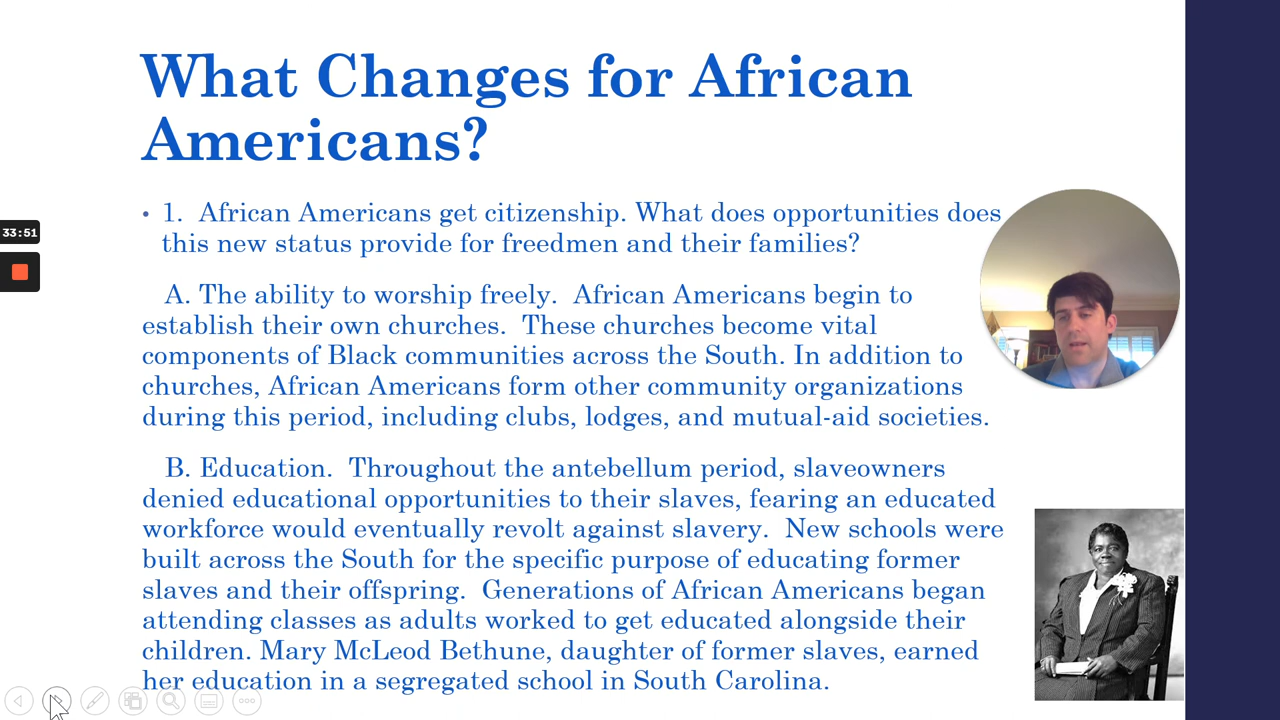 What Changes for African
Americans?
• 1. African Americans get citizenship. What does opportunities does
this new status provide for freedmen and their families?
A. The ability to worship freely. African Americans begin to
establish their own churches. These churches become vital
components of Black communities across the South. In addition to
churches, African Americans form other community organizations
during this period, including clubs, lodges, and mutual-aid societies.
B. Education. Throughout the antebellum period, slaveowners
denied educational opportunities to their slaves, fearing an educated
workforce would eventually revolt against slavery. New schools were
built across the South for the specific purpose of educating former
slaves and their offspring. Generations of African Americans began
attending classes as adults worked to get educated alongside their
children. Mary McLeod Bethune, daughter of former slaves, earned
her education in a segregated school in South Carolina.
33:51